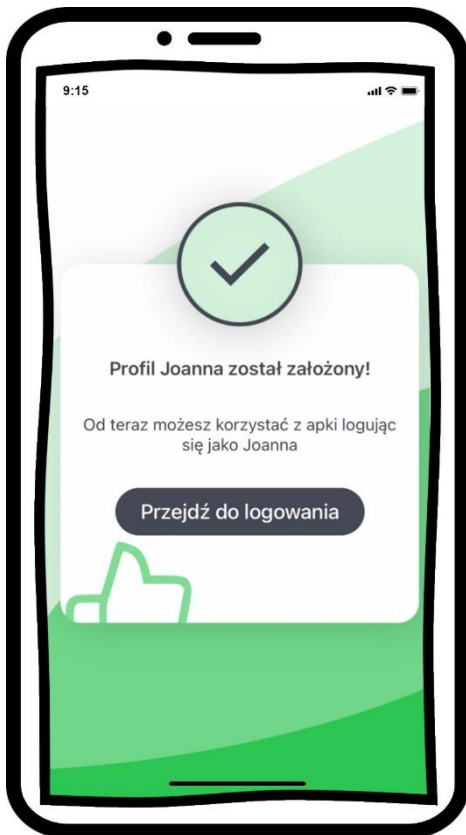 9:15
Profil Joanna został założony!
Od teraz możesz korzystać z apki logując
się jako Joanna
Przejdź do logowania